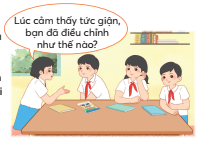 Lúc cảm thấy tức giận,
bạn đã điều chỉnh
như thế nào?